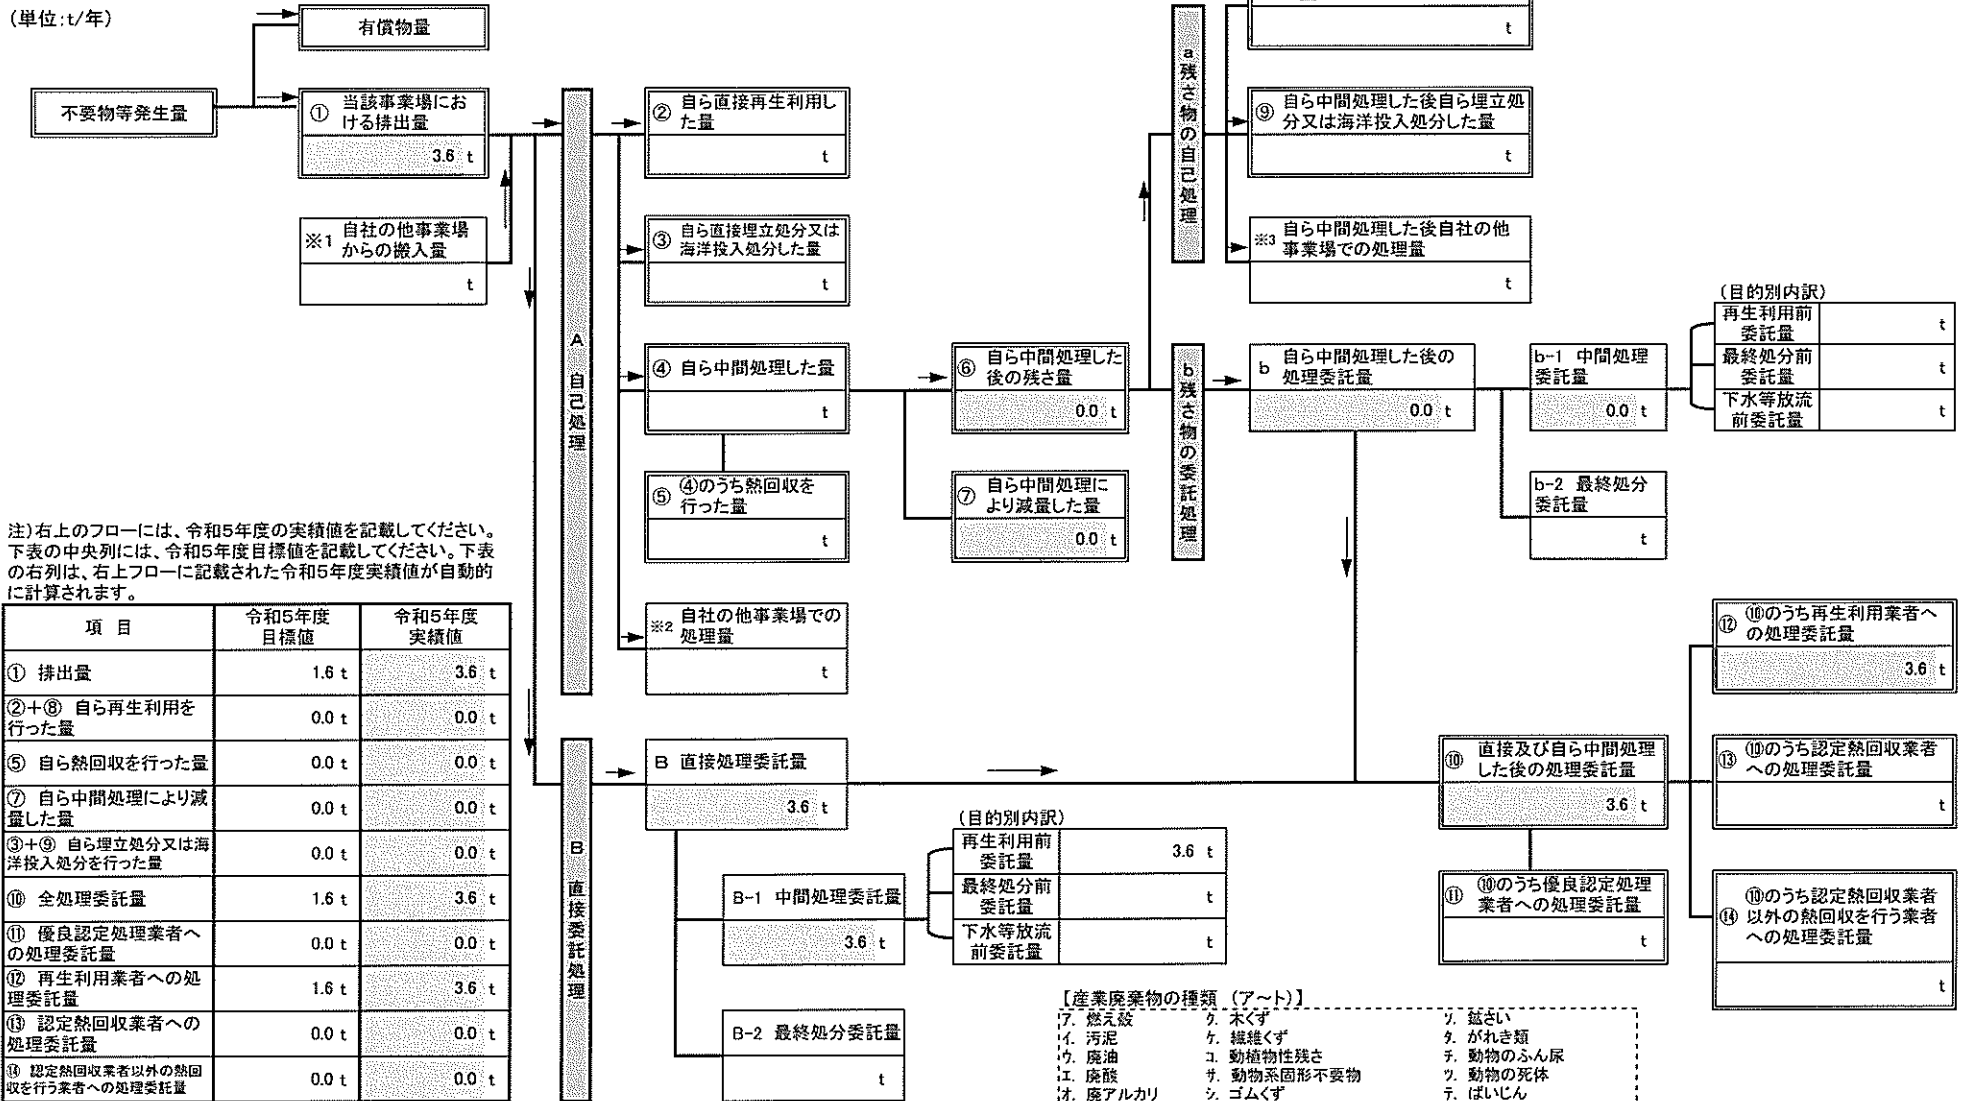 (単位:t/年)
有償物量
不要物等発生量
① 当該事業場にお
ける排出量
3.6 t
※1 自社の他事業場
からの搬入量
t
A 自己処理
② 自ら直接再生利用し
た量
t
③ 自ら直接埋立処分又は
海洋投入処分した量
t
④ 自ら中間処理した量
t
⑤ ④のうち熱回収を
行った量
t
※2 自社の他事業場での
処理量
t
⑥ 自ら中間処理した
後の残さ量
0.0 t
⑦ 自ら中間処理に
より減量した量
0.0 t
a 残さ物の自己処理
t
⑨ 自ら中間処理した後自ら埋立処
分又は海洋投入処分した量
t
※3 自ら中間処理した後自社の他
事業場での処理量
t
b 残さ物の委託処理
b 自ら中間処理した後の
処理委託量
0.0 t
b-1 中間処理
委託量
0.0 t
(目的別内訳)
再生利用前
委託量
t
最終処分前
委託量
t
下水等放流
前委託量
t
b-2 最終処分
委託量
t
注)右上のフローには、令和5年度の実績値を記載してください。
下表の中央列には、令和5年度目標値を記載してください。下表
の右列は、右上フローに記載された令和5年度実績値が自動的
に計算されます。
項 目 令和5年度 令和5年度
目標値 実績値
① 排出量 1.6 t 3.6 t
②+⑧ 自ら再生利用を
行った量 0.0 t 0.0 t
⑤ 自ら熱回収を行った量 0.0 t 0.0 t
⑦ 自ら中間処理により減
量した量 0.0 t 0.0 t
③+⑨ 自ら埋立処分又は海
洋投入処分を行った量 0.0 t 0.0 t
⑩ 全処理委託量 1.6 t 3.6 t
⑪ 優良認定処理業者へ
の処理委託量 0.0 t 0.0 t
⑫ 再生利用業者への処
理委託量 1.6 t 3.6 t
⑬ 認定熱回収業者への
処理委託量 0.0 t 0.0 t
⑭ 認定熱回収業者以外の熱回
収を行う業者への処理委託量 0.0 t 0.0 t
B 直接委託処理
B 直接処理委託量
3.6 t
B-1 中間処理委託量
3.6 t
(目的別内訳)
再生利用前
委託量
3.6 t
最終処分前
委託量
t
下水等放流
前委託量
t
B-2 最終処分委託量
t
⑩ 直接及び自ら中間処理
した後の処理委託量
3.6 t
⑪ ⑩のうち優良認定処理
業者への処理委託量
t
⑫ ⑩のうち再生利用業者へ
の処理委託量
3.6 t
⑬ ⑩のうち認定熱回収業者
への処理委託量
t
⑭ ⑩のうち認定熱回収業者
以外の熱回収を行う業者
への処理委託量
t
【産業廃棄物の種類 (ア~ト)】
ア. 燃え殻 ク. 木くず ソ. 鉱さい
イ. 汚泥 ケ. 繊維くず タ. がれき類
ウ. 廃油 コ. 動植物性残さ チ. 動物のふん尿
エ. 廃酸 サ. 動物系固形不要物 ツ. 動物の死体
オ. 廃アルカリ シ. ゴムくず テ. ばいじん